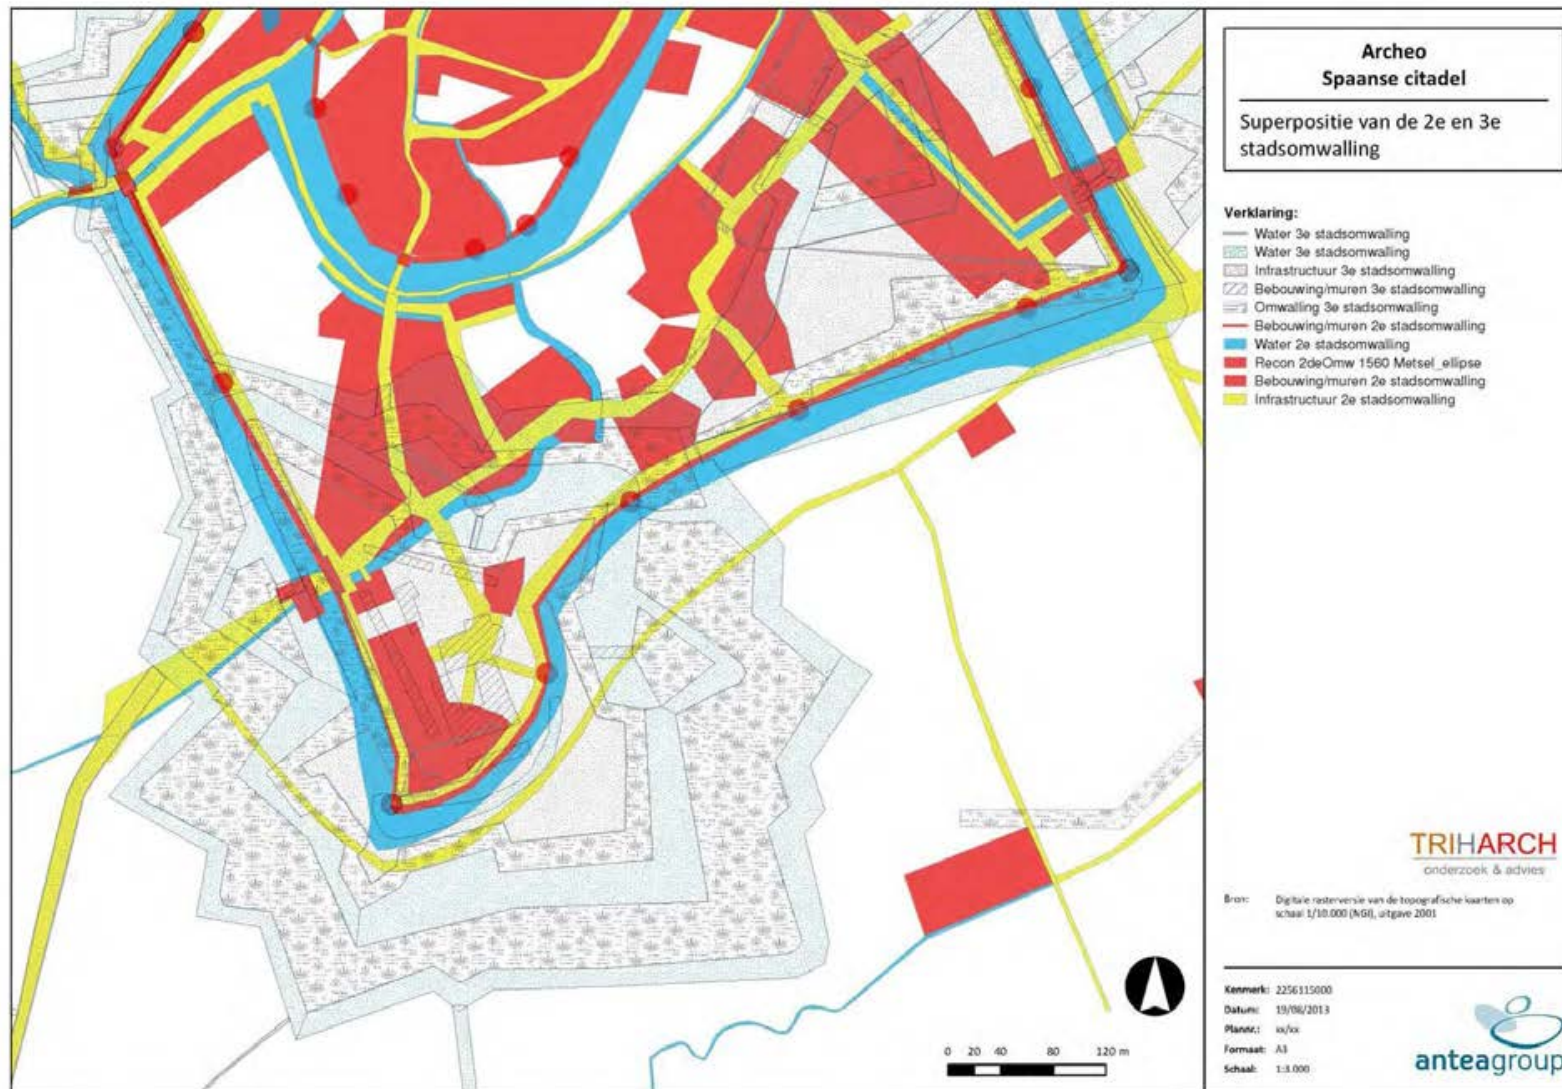 Archeo
Spaanse citadel
Superpositie van de 2e en 3e
stadsomwalling
Verklaring:
Water 3e stadsomwalling
Water 3e stadsomwalling
Infrastructuur 3e stadsomwalling
Bebouwing/muren 3e stadsomwalling
Omwalling 3e stadsomwalling
Bebouwing/muren 2e stadsomwalling
Water 2e stadsomwalling
Recon 2deOmw 1560 Metsel_ellipse
Bebouwing/muren 2e stadsomwalling
Infrastructuur 2e stadsomwalling
TRIHARCH
onderzoek & advies
Bron: Digitale rasterversie van de topografische kaarten op
schaal 1/10.000 (NGI), uitgave 2001
Kenmerk: 2256115000
Datum: 19/08/2013
Plannr.: xx/xx
Formaat: A3
Schaal: 1:3.000
anteagroup
0 20 40 80 120 m